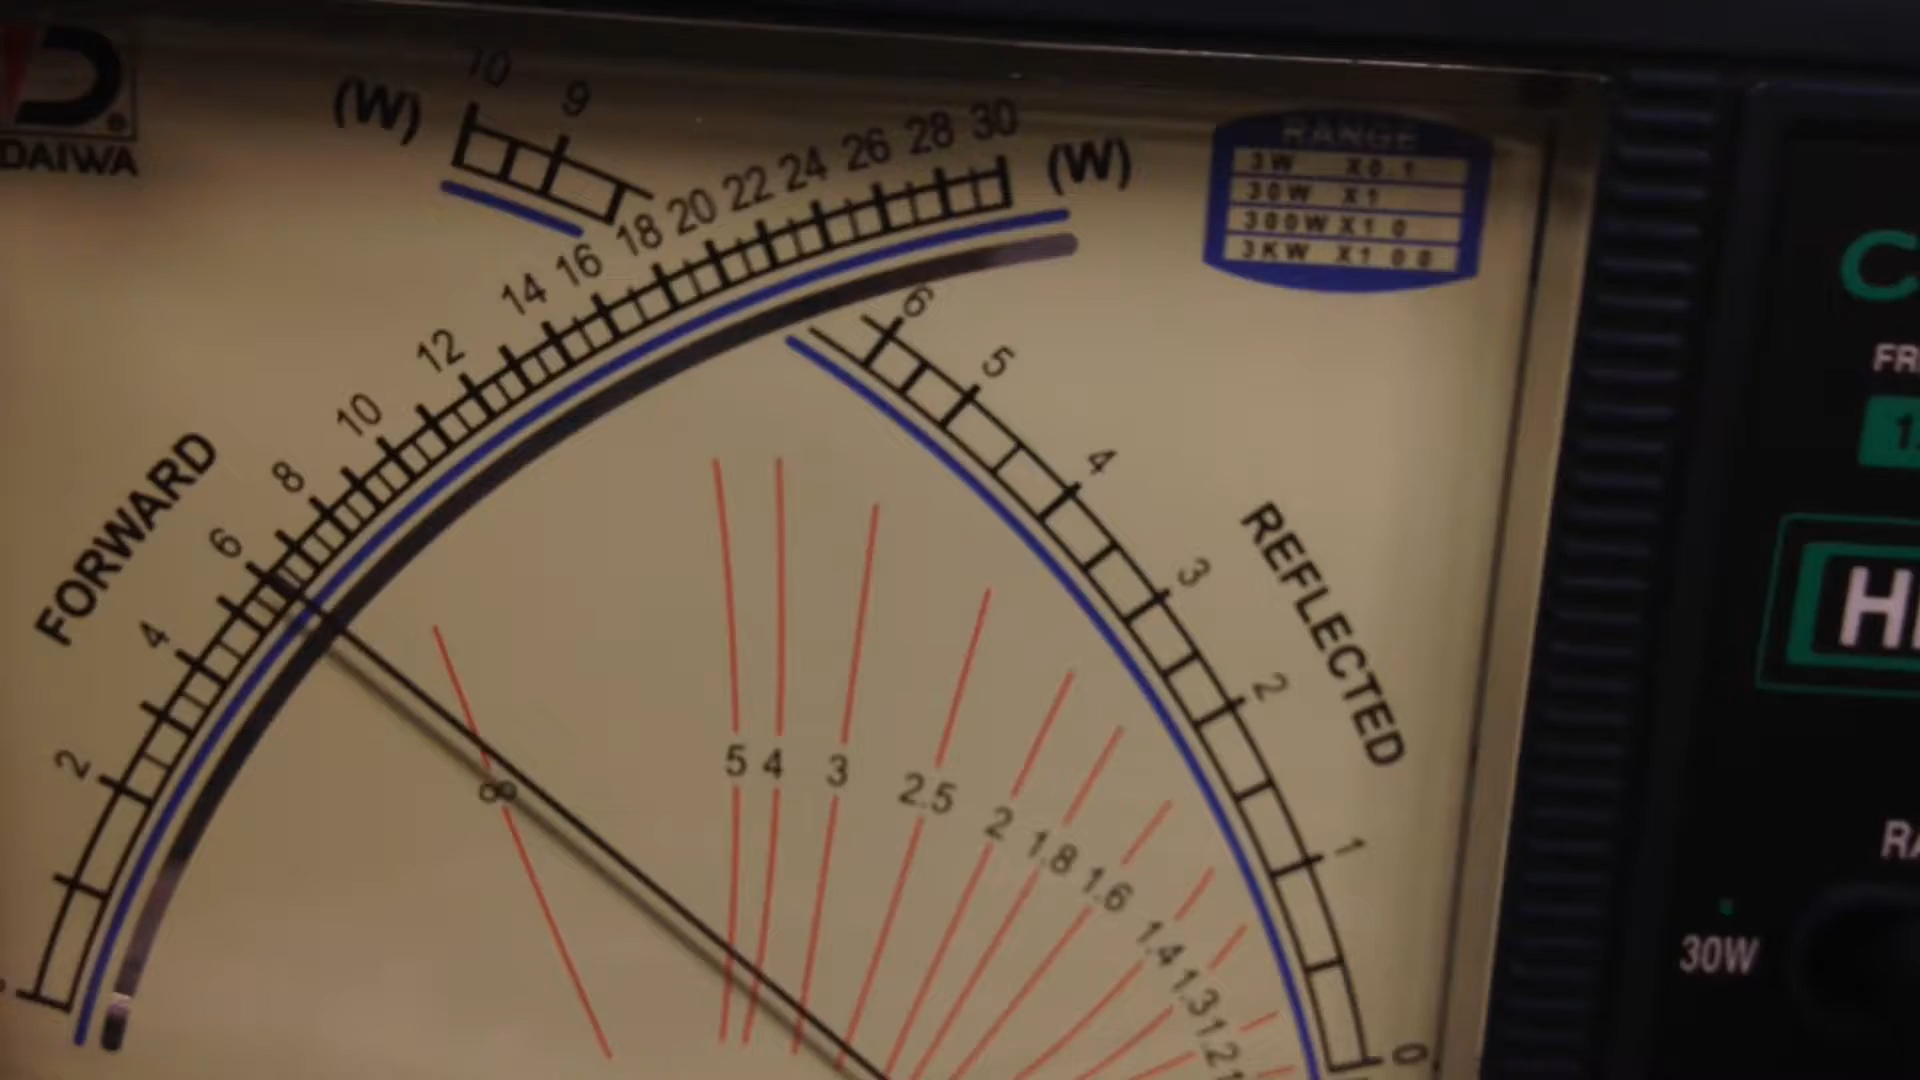 DAIWA
(W)
10 9
(W)
2 4 6 8 10 12 14 16 18 20 22 24 26 28 30
FORWARD
RANGE
3W X0.1
30W X1
300W X10
3KW X100
6 5 4 3 2 1 0
REFLECTED
∞ 5 4 3 2.5 2 1.8 1.6 1.4 1.3 1.2
30W